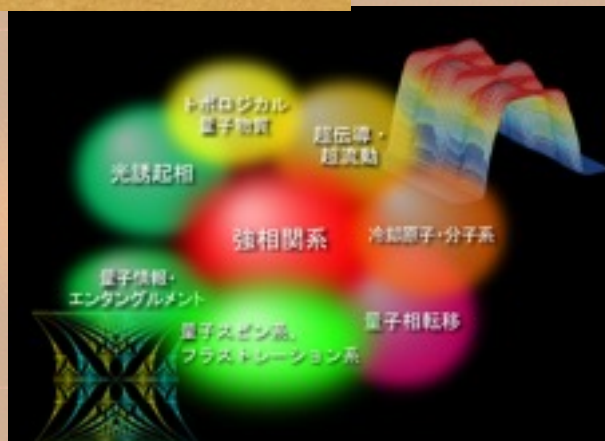 トポロジカル
量子物質
超伝導・
超流動
光誘起相
強相関系
冷却原子・分子系
量子情報・
エンタングルメント
量子スピン系、
フラストレーション系
量子相転移